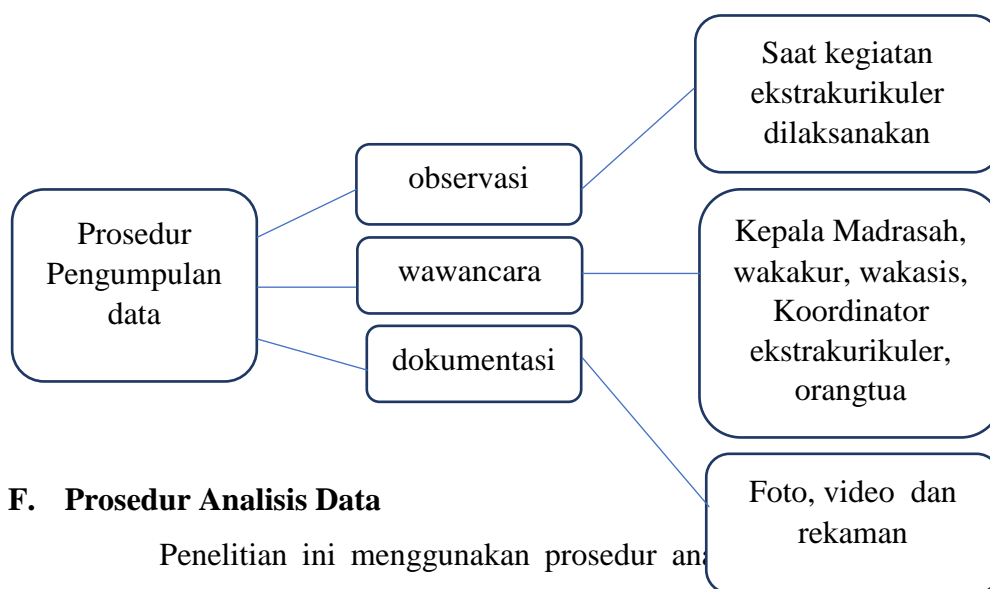 Prosedur
Pengumpulan
data
observasi
wawancara
dokumentasi
Saat kegiatan
ekstrakurikuler
dilaksanakan
Kepala Madrasah,
wakakur, wakasis,
Koordinator
ekstrakurikuler,
orangtua
Foto, video dan
rekaman
F. Prosedur Analisis Data
Penelitian ini menggunakan prosedur